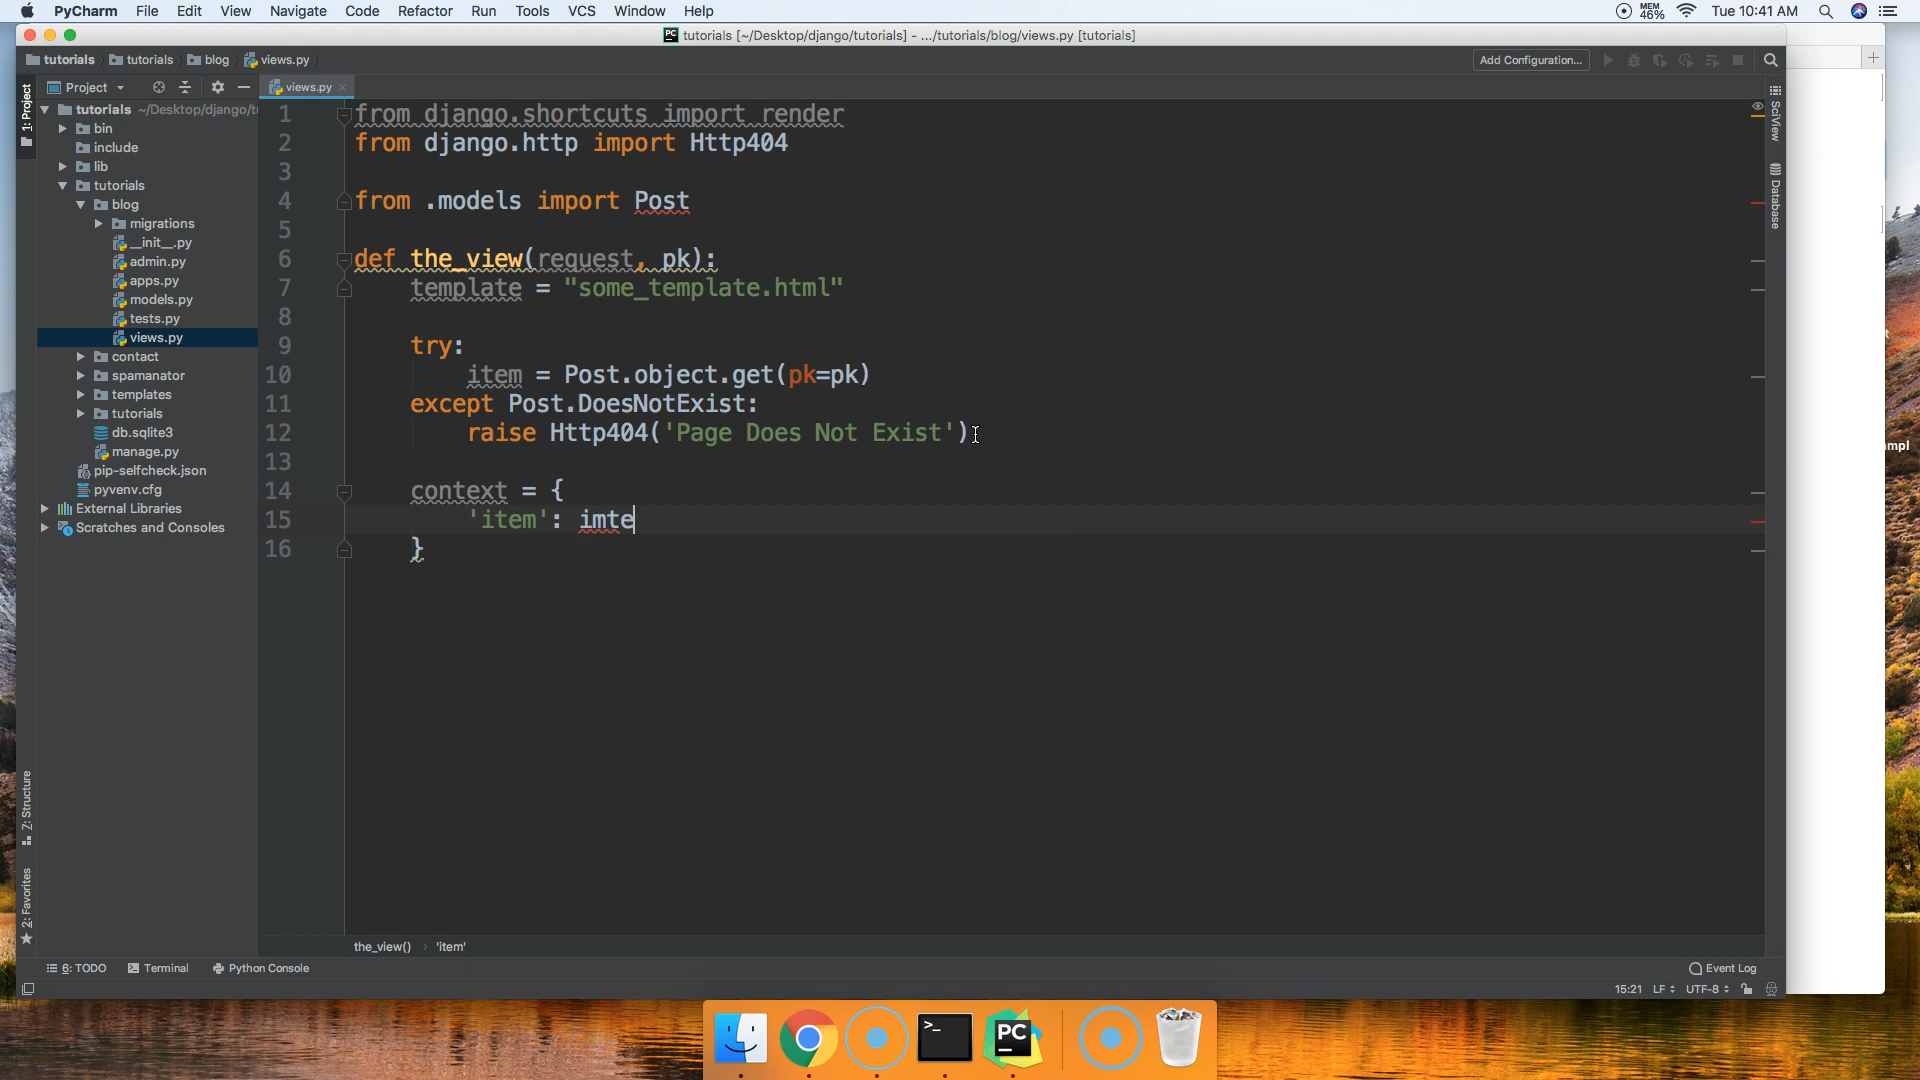 PyCharm File Edit View Navigate Code Refactor Run Tools VCS Window Help MEM 46% Tue 10:41 AM
PC tutorials [~/Desktop/django/tutorials] - .../tutorials/blog/views.py [tutorials]
tutorials tutorials blog views.py Add Configuration...
Project views.py
1: Project
tutorials ~/Desktop/django/t
bin
include
lib
tutorials
blog
migrations
__init__.py
admin.py
apps.py
models.py
tests.py
views.py
contact
spamanator
templates
tutorials
db.sqlite3
manage.py
pip-selfcheck.json
pyvenv.cfg
External Libraries
Scratches and Consoles
1 from django.shortcuts import render
2 from django.http import Http404
3
4 from .models import Post
5
6 def the_view(request, pk):
7 template = "some_template.html"
8
9 try:
10 item = Post.object.get(pk=pk)
11 except Post.DoesNotExist:
12 raise Http404('Page Does Not Exist')
13
14 context = {
15 'item': imte
16 }
SciView
Database
mpl
Z: Structure
2: Favorites
the_view() › 'item'
6: TODO Terminal Python Console Event Log
15:21 LF UTF-8
>_ PC